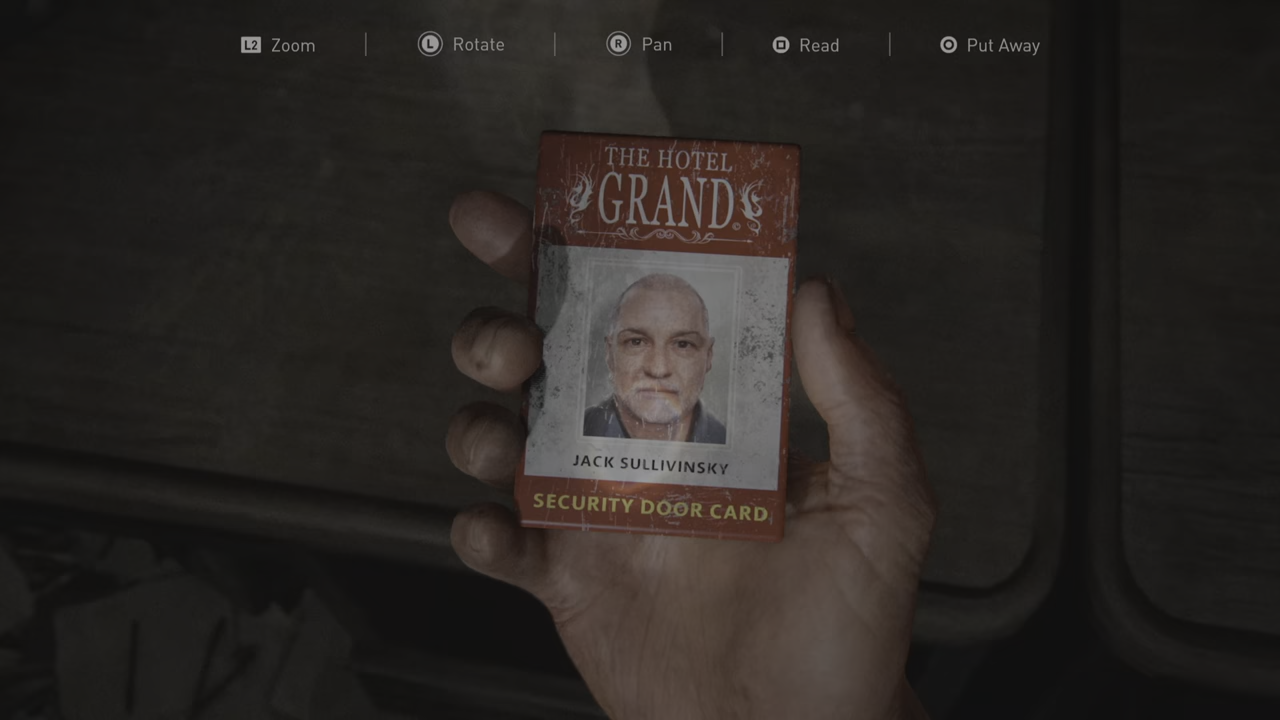 L2 Zoom
L Rotate
R Pan
Read
Put Away
THE HOTEL
GRAND
JACK SULLIVINSKY
SECURITY DOOR CARD